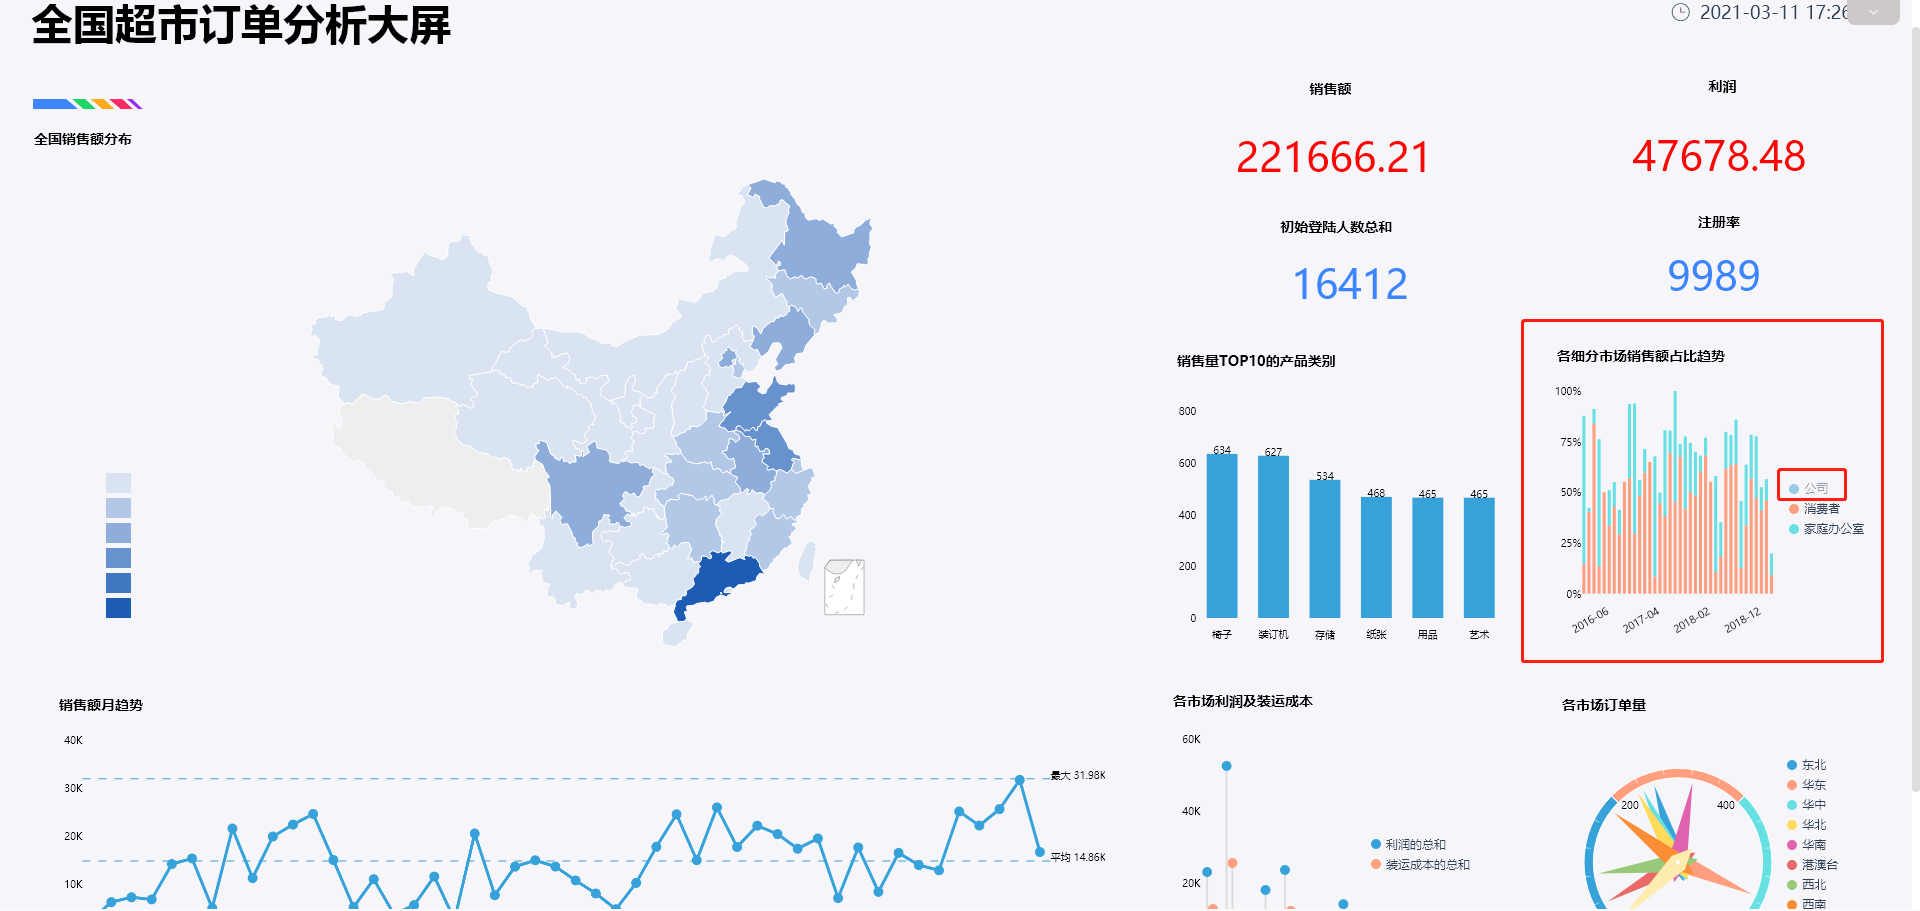 全国超市订单分析大屏
2021-03-11 17:26
全国销售额分布
销售额
221666.21
利润
47678.48
初始登陆人数总和
16412
注册率
9989
销售量TOP10的产品类别
800
600
400
200
0
634
627
534
468
465
465
椅子
装订机
存储
纸张
用品
艺术
各细分市场销售额占比趋势
100%
75%
50%
25%
0%
2016-06
2017-04
2018-02
2018-12
公司
消费者
家庭办公室
销售额月趋势
40K
30K
20K
10K
最大 31.98K
平均 14.86K
各市场利润及装运成本
60K
40K
20K
利润的总和
装运成本的总和
各市场订单量
200
400
东北
华东
华中
华北
华南
港澳台
西北
西南